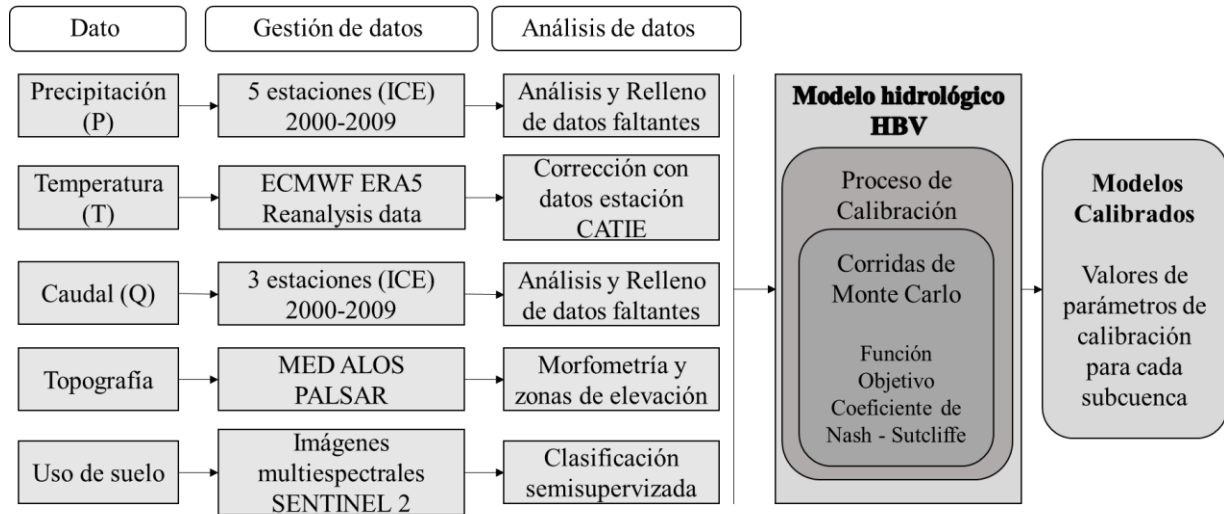 Dato
Gestión de datos
Análisis de datos
Precipitación
(P)
5 estaciones (ICE)
2000-2009
Análisis y Relleno
de datos faltantes
Temperatura
(T)
ECMWF ERA5
Reanalysis data
Corrección con
datos estación
CATIE
Caudal (Q)
3 estaciones (ICE)
2000-2009
Análisis y Relleno
de datos faltantes
Topografía
MED ALOS
PALSAR
Morfometría y
zonas de elevación
Uso de suelo
Imágenes
multiespectrales
SENTINEL 2
Clasificación
semisupervizada
Modelo hidrológico
HBV
Proceso de
Calibración
Corridas de
Monte Carlo
Función
Objetivo
Coeficiente de
Nash - Sutcliffe
Modelos
Calibrados
Valores de
parámetros de
calibración
para cada
subcuenca